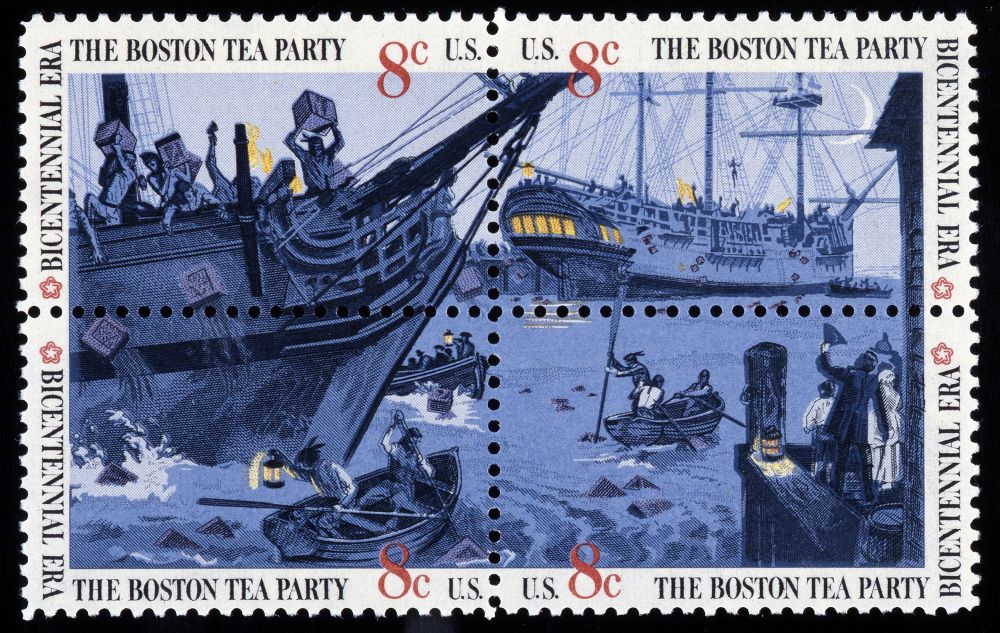 THE BOSTON TEA PARTY 8c U.S.
BICENTENNIAL ERA
U.S. 8c THE BOSTON TEA PARTY
BICENTENNIAL ERA
BICENTENNIAL ERA
THE BOSTON TEA PARTY 8c U.S.
U.S. 8c THE BOSTON TEA PARTY
BICENTENNIAL ERA